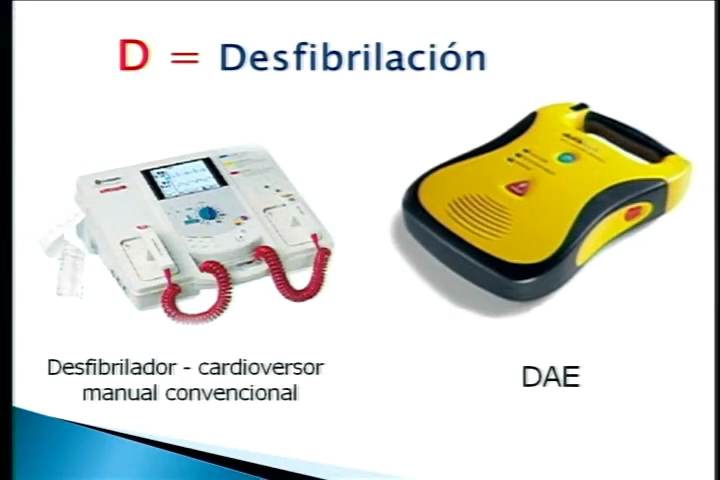 D = Desfibrilación
Desfibrilador - cardioversor
manual convencional
DAE